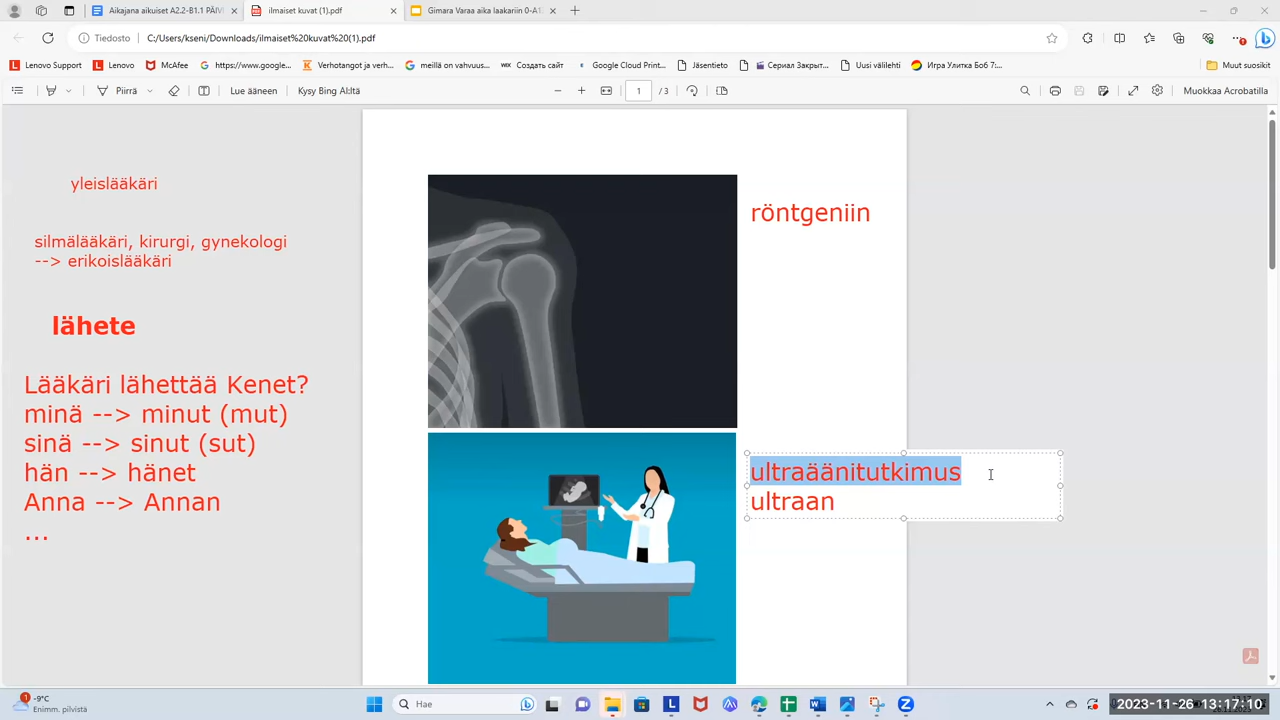 Aikajana aikuiset A2.2-B1.1 PÄIVI
ilmaiset kuvat (1).pdf
Gimara Varaa aika laakariin 0-A1
Tiedosto
C:/Users/kseni/Downloads/ilmaiset%20kuvat%20(1).pdf
Lenovo Support
Lenovo
McAfee
https://www.google...
Verhotangot ja verh...
meillä on vahvuus...
WIX Создать сайт
Google Cloud Print...
Jäsentieto
Сериал Закрыт...
Uusi välilehti
Игра Улитка Боб 7:...
Muut suosikit
Piirrä
Lue ääneen
Kysy Bing AI:ltä
1 / 3
Muokkaa Acrobatilla
yleislääkäri
silmälääkäri, kirurgi, gynekologi
--> erikoislääkäri
lähete
Lääkäri lähettää Kenet?
minä --> minut (mut)
sinä --> sinut (sut)
hän --> hänet
Anna --> Annan
...
röntgeniin
ultraäänitutkimus
ultraan
1
-9°C
Enimm. pilvistä
Hae
2023-11-26 13:17:10